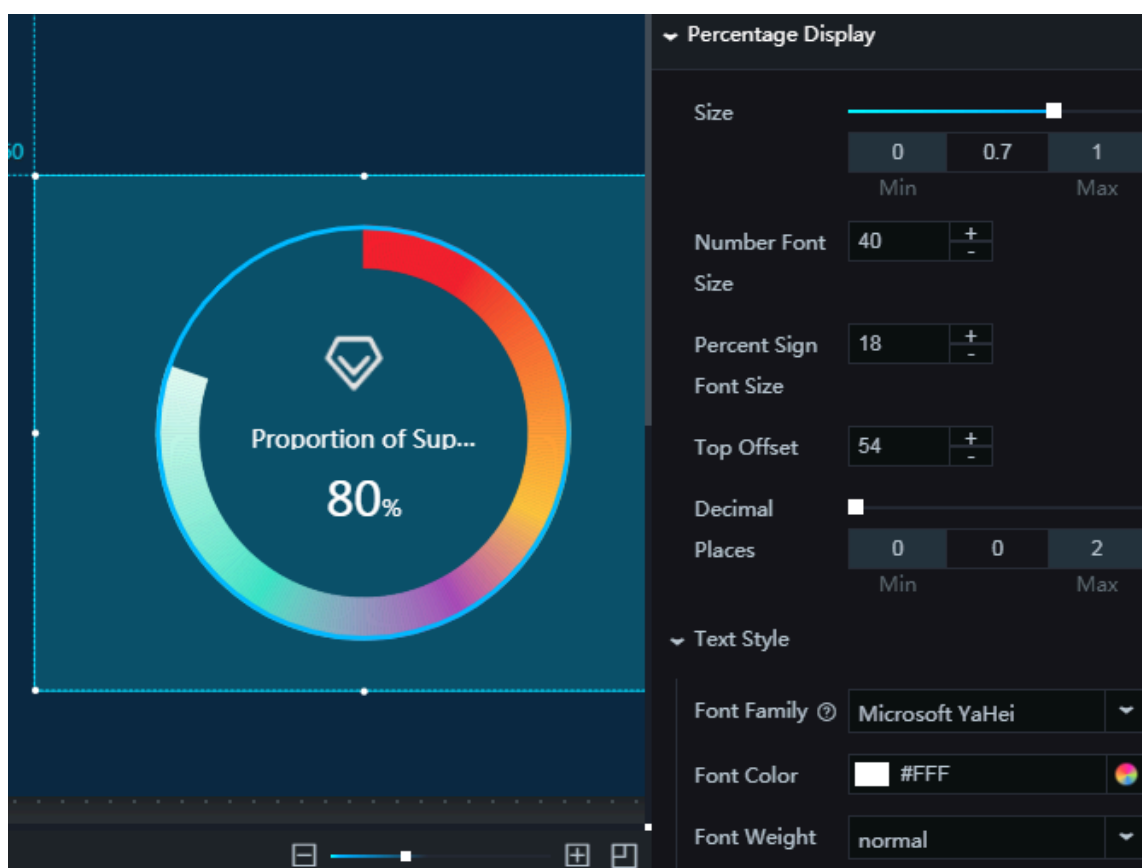 Percentage Display
Size
0 0.7 1
Min Max
Number Font Size
40 + -
Percent Sign Font Size
18 + -
Top Offset
54 + -
Decimal Places
0 0 2
Min Max
Text Style
Font Family ? Microsoft YaHei
Font Color #FFF
Font Weight normal
Proportion of Sup...
80%